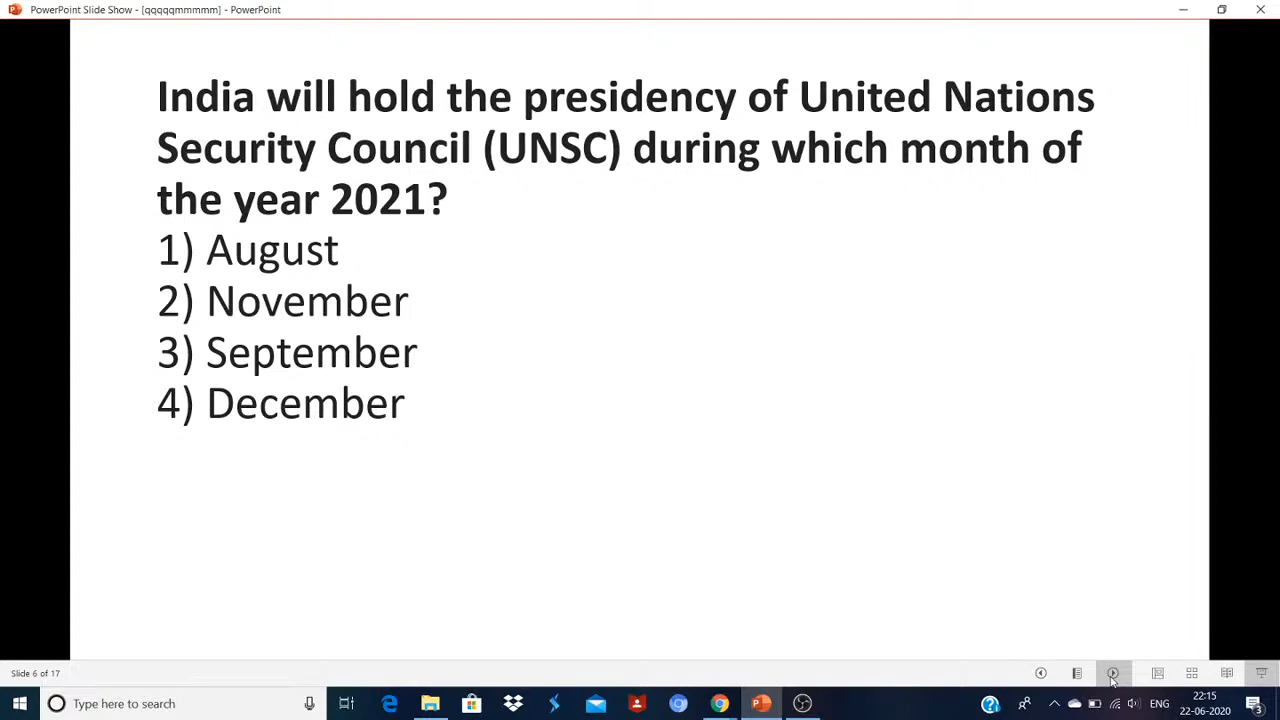 PowerPoint Slide Show - [qqqqqmmmmm] - PowerPoint
India will hold the presidency of United Nations
Security Council (UNSC) during which month of
the year 2021?
1) August
2) November
3) September
4) December
Slide 6 of 17
Type here to search
ENG
22:15
22-06-2020
3